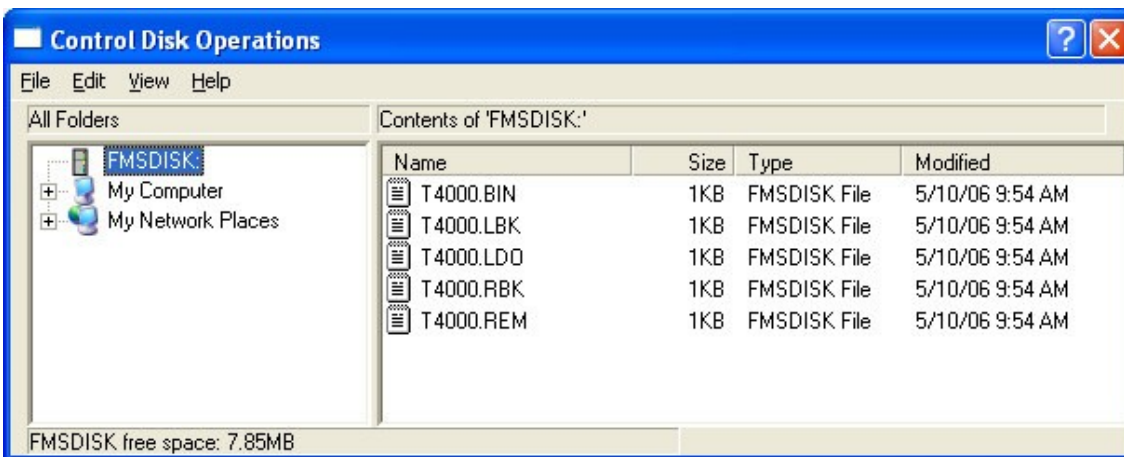 Control Disk Operations
File Edit View Help
All Folders
Contents of 'FMSDISK:'
FMSDISK:
My Computer
My Network Places
Name Size Type Modified
T4000.BIN 1KB FMSDISK File 5/10/06 9:54 AM
T4000.LBK 1KB FMSDISK File 5/10/06 9:54 AM
T4000.LDO 1KB FMSDISK File 5/10/06 9:54 AM
T4000.RBK 1KB FMSDISK File 5/10/06 9:54 AM
T4000.REM 1KB FMSDISK File 5/10/06 9:54 AM
FMSDISK free space: 7.85MB